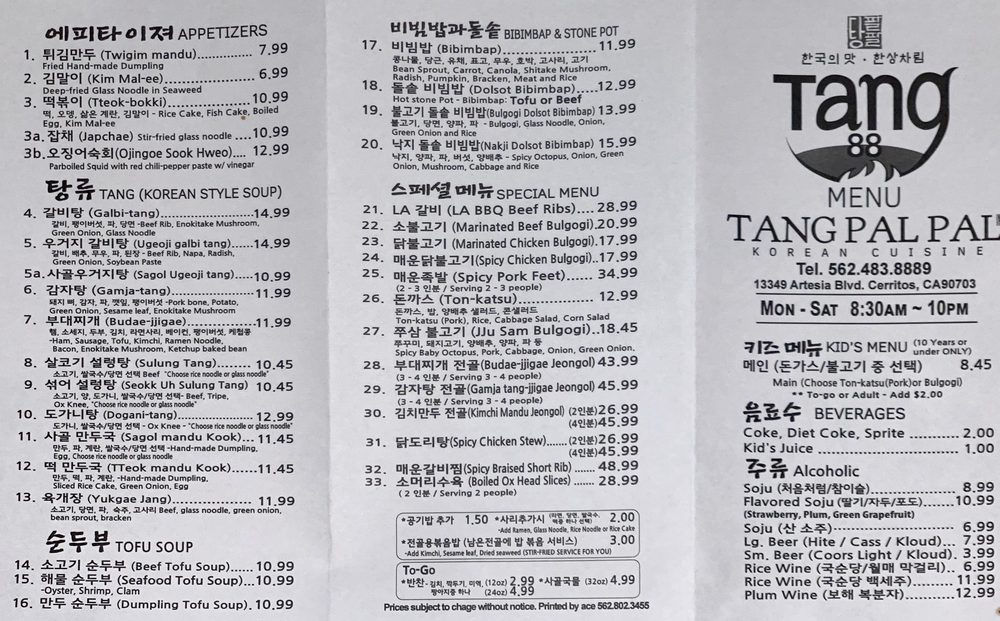 에피타이져 APPETIZERS
1. 튀김만두 (Twigim mandu) 7.99
Fried Hand-made Dumpling
2. 김말이 (Kim Mal-ee) 6.99
Deep-fried Glass Noodle in Seaweed
3. 떡볶이 (Tteok-bokki) 10.99
떡, 오뎅, 삶은 계란, 김말이 - Rice Cake, Fish Cake, Boiled
Egg, Kim Mal-ee
3a. 잡채 (Japchae) Stir-fried glass noodle 10.99
3b. 오징어숙회(Ojingoe Sook Hweo) 12.99
Parboiled Squid with red chili-pepper paste w/ vinegar
탕류 TANG (KOREAN STYLE SOUP)
4. 갈비탕 (Galbi-tang) 14.99
갈비, 팽이버섯, 파, 당면 -Beef Rib, Enokitake Mushroom,
Green Onion, Glass Noodle
5. 우거지 갈비탕 (Ugeoji galbi tang) 14.99
갈비, 배추, 무우, 파, 된장 - Beef Rib, Napa, Radish,
Green Onion, Soybean Paste
5a. 사골우거지탕 (Sagol Ugeoji tang) 10.99
6. 감자탕 (Gamja-tang) 11.99
돼지 뼈, 감자, 파, 깻잎, 팽이버섯 -Pork bone, Potato,
Green Onion, Sesame leaf, Enokitake Mushroom
7. 부대찌개 (Budae-jjigae) 11.99
햄, 소세지, 두부, 김치, 라면사리, 베이컨, 팽이버섯, 케첩콩
-Ham, Sausage, Tofu, Kimchi, Ramen Noodle,
Bacon, Enokitake Mushroom, Ketchup baked bean
8. 살코기 설렁탕 (Sulung Tang) 10.45
소고기, 쌀국수/당면 선택 Beef "Choose rice noodle or glass noodle"
9. 섞어 설렁탕 (Seokk Uh Sulung Tang) 10.45
소고기, 양, 도가니, 쌀국수/당면 선택- Beef, Tripe,
Ox Knee, "Choose rice noodle or glass noodle"
10. 도가니탕 (Dogani-tang) 12.99
도가니, 쌀국수/당면 선택 - Ox Knee - "Choose rice noodle or glass noodle"
11. 사골 만두국 (Sagol mandu Kook) 11.45
만두, 파, 계란, 쌀국수/당면 선택 -Hand-made Dumpling,
Egg, Choose rice noodle or glass noodle
12. 떡 만두국 (TTeok mandu Kook) 11.45
만두, 떡, 파, 계란, -Hand-made Dumpling,
Sliced Rice Cake, Green Onion, Egg
13. 육개장 (Yukgae Jang) 11.99
소고기, 당면, 파, 숙주, 고사리 Beef, glass noodle, green onion,
bean sprout, bracken
순두부 TOFU SOUP
14. 소고기 순두부 (Beef Tofu Soup) 10.99
15. 해물 순두부 (Seafood Tofu Soup) 10.99
-Oyster, Shrimp, Clam
16. 만두 순두부 (Dumpling Tofu Soup) 10.99
비빔밥과돌솥 BIBIMBAP & STONE POT
17. 비빔밥 (Bibimbap) 11.99
콩나물, 당근, 유채, 표고, 무우, 호박, 고사리, 고기
Bean Sprout, Carrot, Canola, Shitake Mushroom,
Radish, Pumpkin, Bracken, Meat and Rice
18. 돌솥 비빔밥 (Dolsot Bibimbap) 12.99
Hot stone Pot - Bibimbap: Tofu or Beef
19. 불고기 돌솥 비빔밥(Bulgogi Dolsot Bibimbap) 13.99
불고기, 당면, 양파, 파 - Bulgogi, Glass Noodle, Onion,
Green Onion and Rice
20. 낙지 돌솥 비빔밥(Nakji Dolsot Bibimbap) 15.99
낙지, 양파, 파, 버섯, 양배추 - Spicy Octopus, Onion, Green
Onion, Mushroom, Cabbage and Rice
스페셜 메뉴 SPECIAL MENU
21. LA 갈비 (LA BBQ Beef Ribs) 28.99
22. 소불고기 (Marinated Beef Bulgogi) 20.99
23. 닭불고기 (Marinated Chicken Bulgogi) 17.99
24. 매운닭불고기(Spicy Chicken Bulgogi) 17.99
25. 매운족발 (Spicy Pork Feet) 34.99
(2 - 3 인분 / Serving 2 - 3 people)
26. 돈까스 (Ton-katsu) 12.99
돈까스, 밥, 양배추 샐러드, 콘샐러드
Ton-katsu (Pork), Rice, Cabbage Salad, Corn Salad
27. 쭈삼 불고기 (JJu Sam Bulgogi) 18.45
쭈꾸미, 돼지고기, 양배추, 양파, 파 등
Spicy Baby Octopus, Pork, Cabbage, Onion, Green Onion.
28. 부대찌개 전골(Budae-jjigae Jeongol) 43.99
(3 - 4 인분 / Serving 3 - 4 people)
29. 감자탕 전골(Gamja tang-jjigae Jeongol) 45.99
(3 - 4 인분 / Serving 3 - 4 people)
30. 김치만두 전골(Kimchi Mandu Jeongol) (2인분)26.99
(4인분)45.99
31. 닭도리탕(Spicy Chicken Stew) (2인분)26.99
(4인분)45.99
32. 매운갈비찜(Spicy Braised Short Rib) 48.99
33. 소머리수육 (Boiled Ox Head Slices) 28.99
( 2 인분 / Serving 2 people)
*공기밥 추가 1.50 *사리추가시 (라면, 당면, 쌀국수, 떡중 하나 선택) 2.00
-Add Ramen, Glass Noodle, Rice Noodle or Rice Cake
*전골용볶음밥 (남은전골에 밥 볶음 서비스) 3.00
-Add Kimchi, Sesame leaf, Dried seaweed (STIR-FRIED SERVICE FOR YOU)
To-Go
*반찬 - 김치, 깍두기, 미역, (12oz) 2.99 *사골국물 (32oz) 4.99
짱아치중 하나 (24oz) 4.99
Prices subject to chage without notice. Printed by ace 562.802.3455
탕팔팔
한국의 맛 · 한상차림
Tang
88
MENU
TANG PAL PAL
KOREAN CUISINE
Tel. 562.483.8889
13349 Artesia Blvd. Cerritos, CA90703
MON - SAT 8:30AM ~ 10PM
키즈 메뉴 KID'S MENU (10 Years or under ONLY)
메인 (돈가스/불고기 중 선택) 8.45
Main (Choose Ton-katsu(Pork)or Bulgogi)
** To-go or Adult - Add $2.00
음료수 BEVERAGES
Coke, Diet Coke, Sprite 2.00
Kid's Juice 1.00
주류 Alcoholic
Soju (처음처럼/참이슬) 8.99
Flavored Soju (딸기/자두/포도) 10.99
(Strawberry, Plum, Green Grapefruit)
Soju (산 소주) 6.99
Lg. Beer (Hite / Cass / Kloud) 7.99
Sm. Beer (Coors Light / Kloud) 3.99
Rice Wine (국순당/월매 막걸리) 6.99
Rice Wine (국순당 백세주) 11.99
Plum Wine (보해 복분자) 12.99